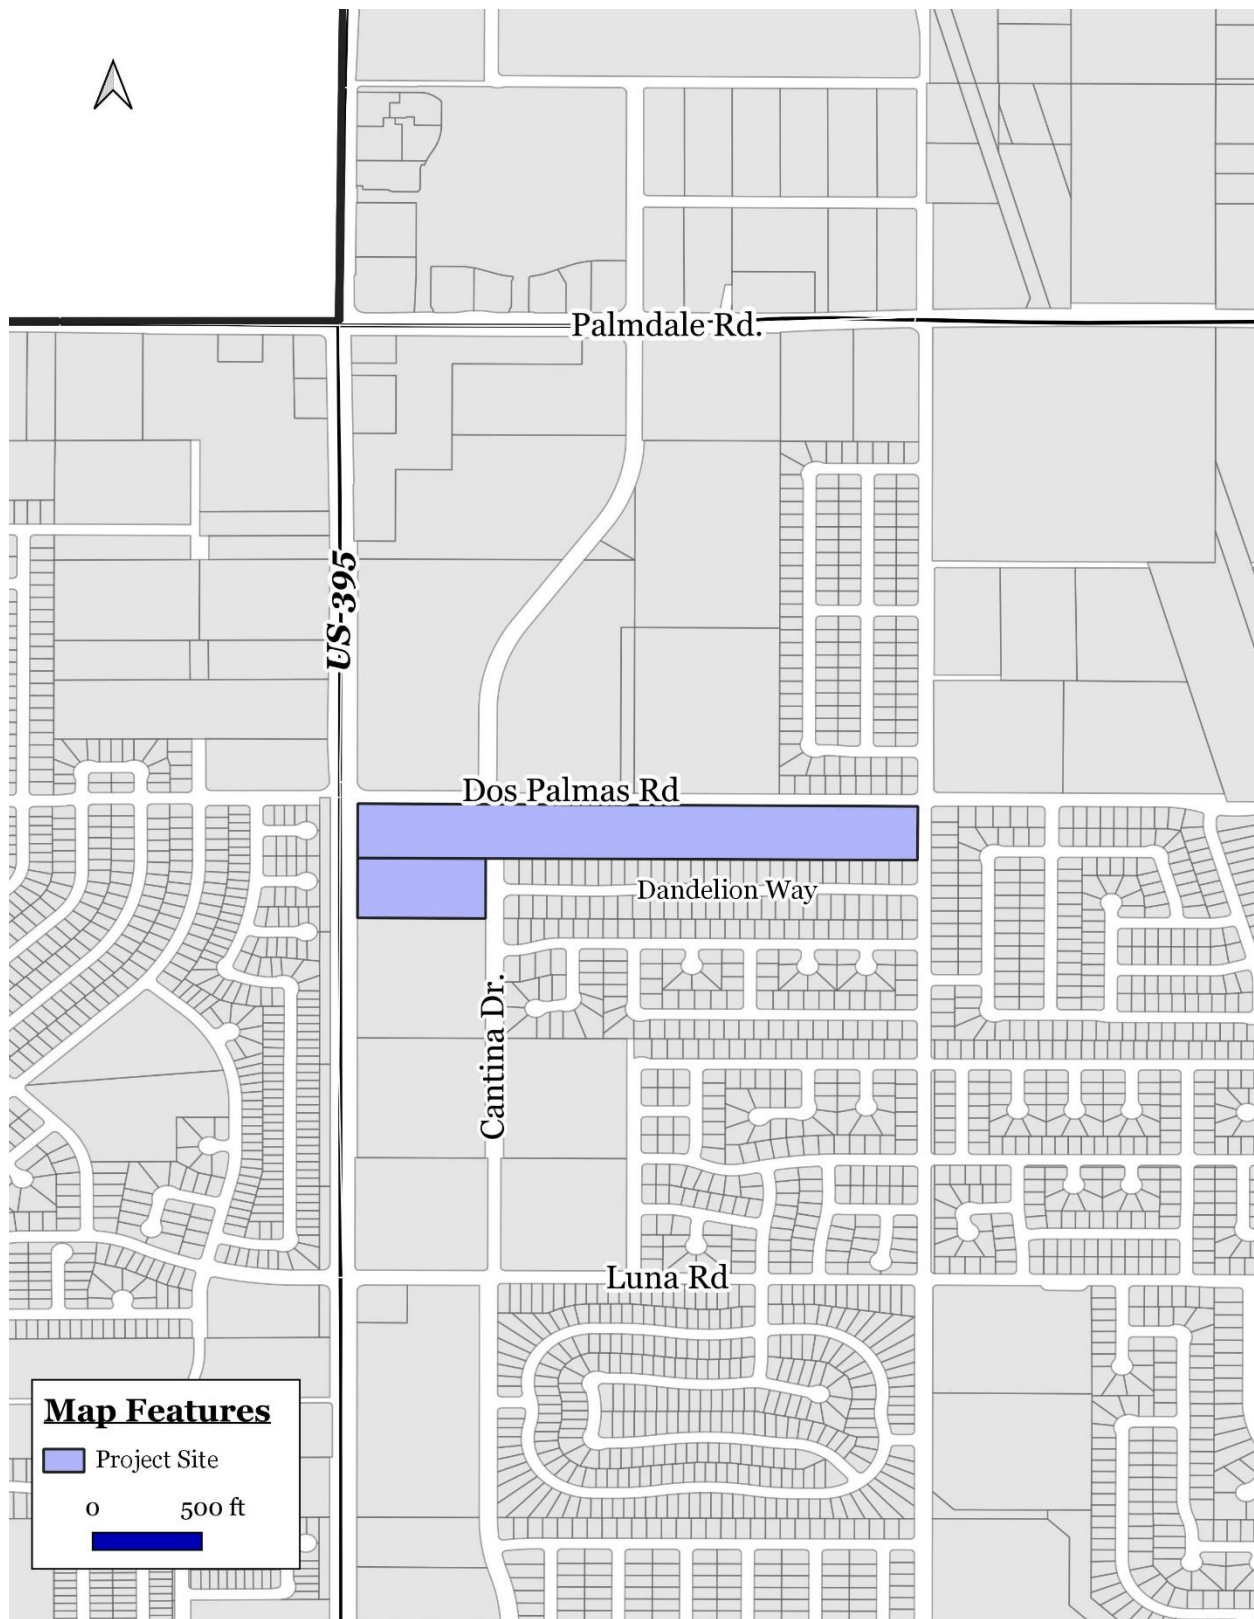 Palmdale Rd.
US-395
Dos Palmas Rd
Dandelion Way
Cantina Dr.
Luna Rd
Map Features
Project Site
0 500 ft